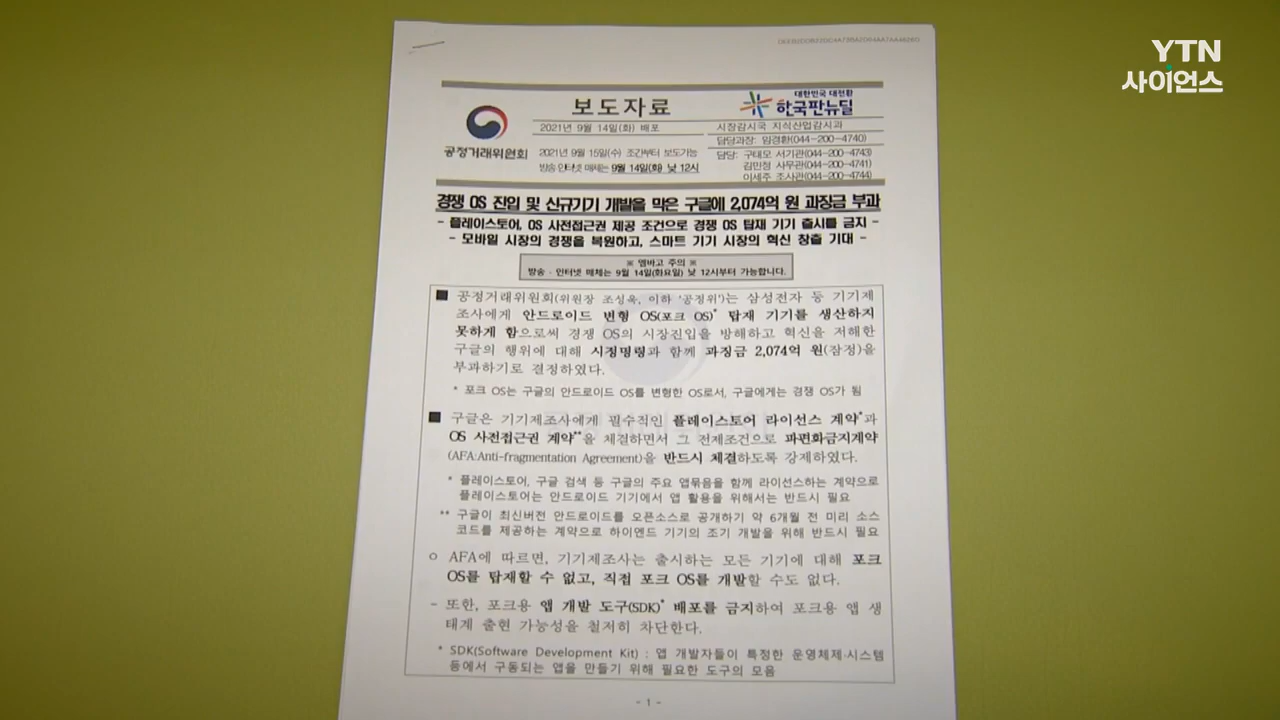 YTN
사이언스
보도자료
대한민국 대전환
한국판뉴딜
공정거래위원회
2021년 9월 14일(화) 배포
2021년 9월 15일(수) 조간부터 보도가능
방송·인터넷 매체는 9월 14일(화) 낮 12시
시장감시국 지식산업감시과
담당과장: 임경환(044-200-4740)
담당: 구태모 서기관(044-200-4743)
김민정 사무관(044-200-4741)
이세주 조사관(044-200-4744)
경쟁 OS 진입 및 신규기기 개발을 막은 구글에 2,074억 원 과징금 부과
- 플레이스토어, OS 사전접근권 제공 조건으로 경쟁 OS 탑재 기기 출시를 금지 -
- 모바일 시장의 경쟁을 복원하고, 스마트 기기 시장의 혁신 창출 기대 -
※ 엠바고 주의 ※
방송 · 인터넷 매체는 9월 14일(화요일) 낮 12시부터 가능합니다.
■ 공정거래위원회(위원장 조성욱, 이하 '공정위')는 삼성전자 등 기기제
조사에게 안드로이드 변형 OS(포크 OS)* 탑재 기기를 생산하지
못하게 함으로써 경쟁 OS의 시장진입을 방해하고 혁신을 저해한
구글의 행위에 대해 시정명령과 함께 과징금 2,074억 원(잠정)을
부과하기로 결정하였다.
* 포크 OS는 구글의 안드로이드 OS를 변형한 OS로서, 구글에게는 경쟁 OS가 됨
■ 구글은 기기제조사에게 필수적인 플레이스토어 라이선스 계약*과
OS 사전접근권 계약**을 체결하면서 그 전제조건으로 파편화금지계약
(AFA:Anti-fragmentation Agreement)을 반드시 체결하도록 강제하였다.
* 플레이스토어, 구글 검색 등 구글의 주요 앱묶음을 함께 라이선스하는 계약으로
플레이스토어는 안드로이드 기기에서 앱 활용을 위해서는 반드시 필요
** 구글이 최신버전 안드로이드를 오픈소스로 공개하기 약 6개월 전 미리 소스
코드를 제공하는 계약으로 하이엔드 기기의 조기 개발을 위해 반드시 필요
ㅇ AFA에 따르면, 기기제조사는 출시하는 모든 기기에 대해 포크
OS를 탑재할 수 없고, 직접 포크 OS를 개발할 수도 없다.
- 또한, 포크용 앱 개발 도구(SDK)* 배포를 금지하여 포크용 앱 생
태계 출현 가능성을 철저히 차단한다.
* SDK(Software Development Kit) : 앱 개발자들이 특정한 운영체제·시스템
등에서 구동되는 앱을 만들기 위해 필요한 도구의 모음
- 1 -